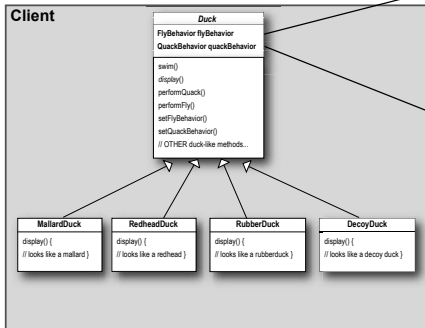 Client
Duck
FlyBehavior flyBehavior
QuackBehavior quackBehavior
swim()
display()
performQuack()
performFly()
setFlyBehavior()
setQuackBehavior()
// OTHER duck-like methods...
MallardDuck
display() {
// looks like a mallard }
RedheadDuck
display() {
// looks like a redhead }
RubberDuck
display() {
// looks like a rubberduck }
DecoyDuck
display() {
// looks like a decoy duck }